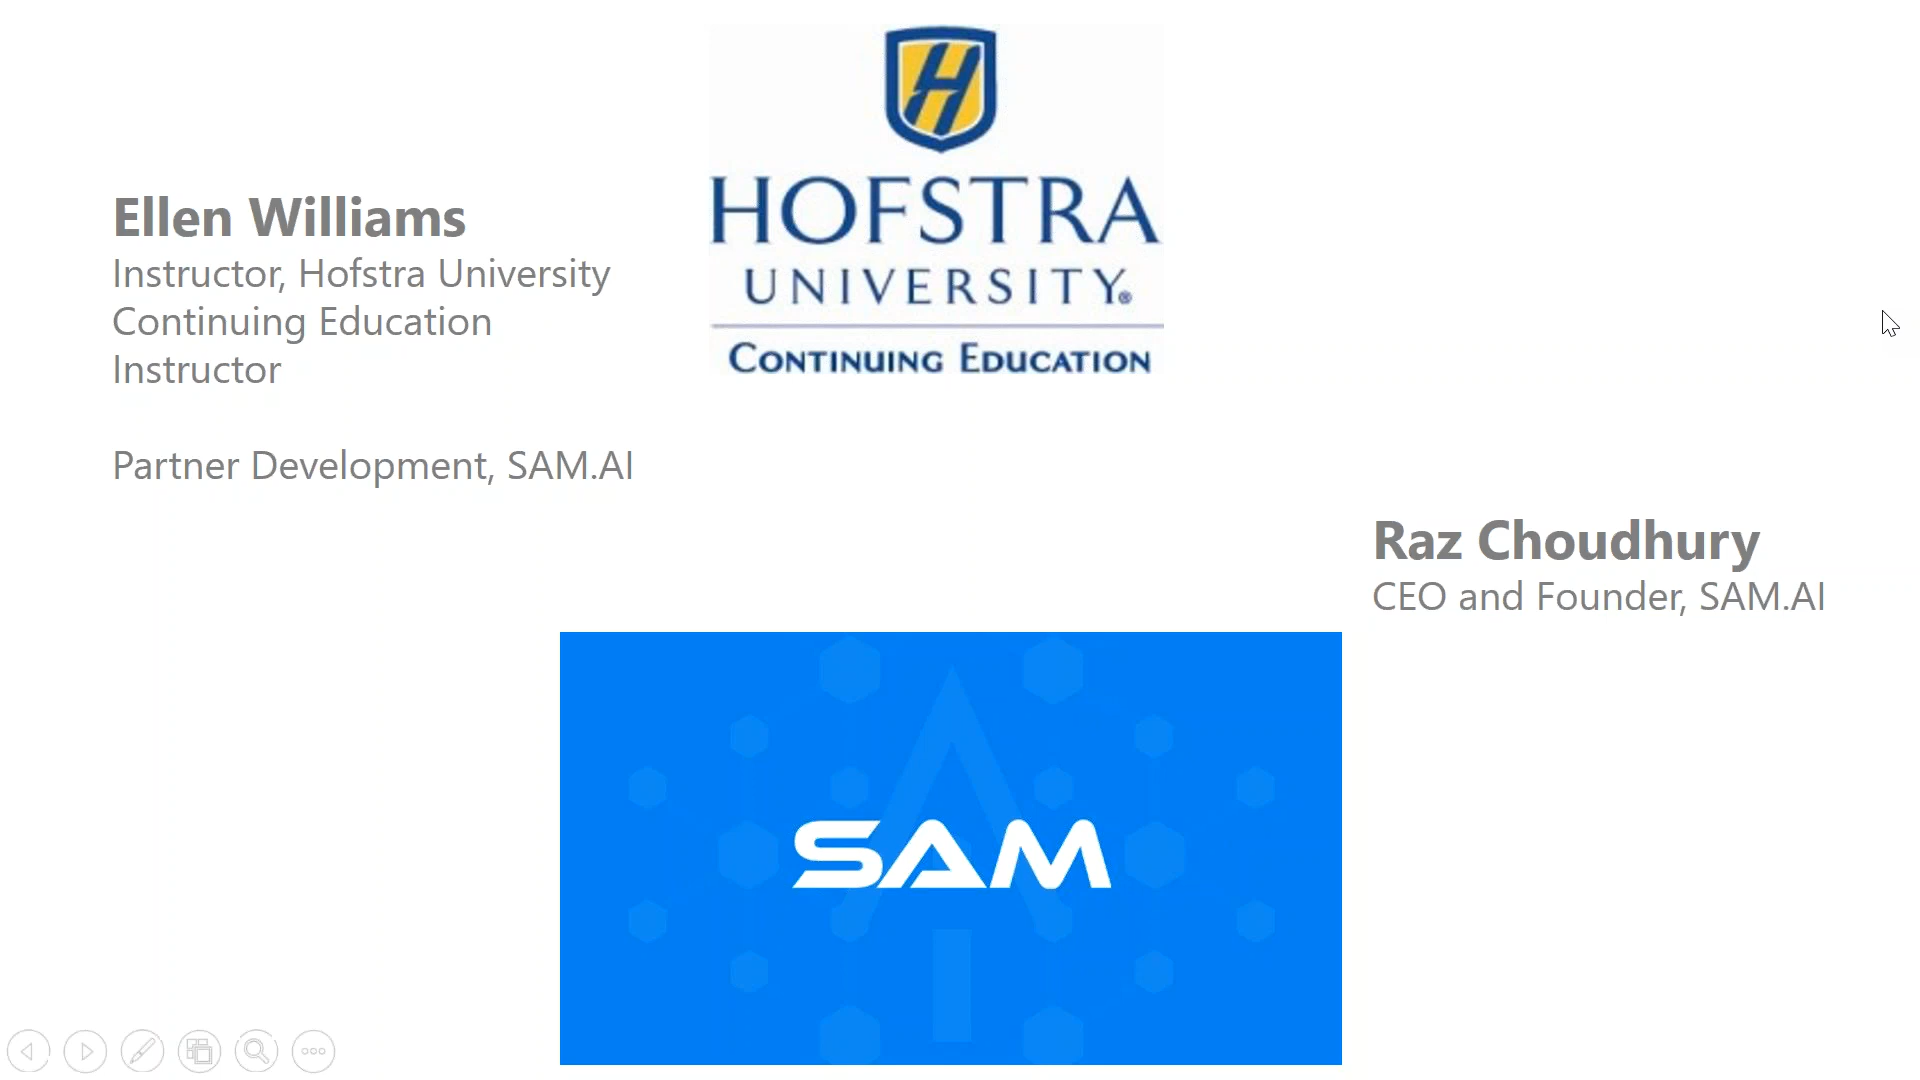 H
HOFSTRA
UNIVERSITY®
CONTINUING EDUCATION
Ellen Williams
Instructor, Hofstra University
Continuing Education
Instructor
Partner Development, SAM.AI
Raz Choudhury
CEO and Founder, SAM.AI
SAM